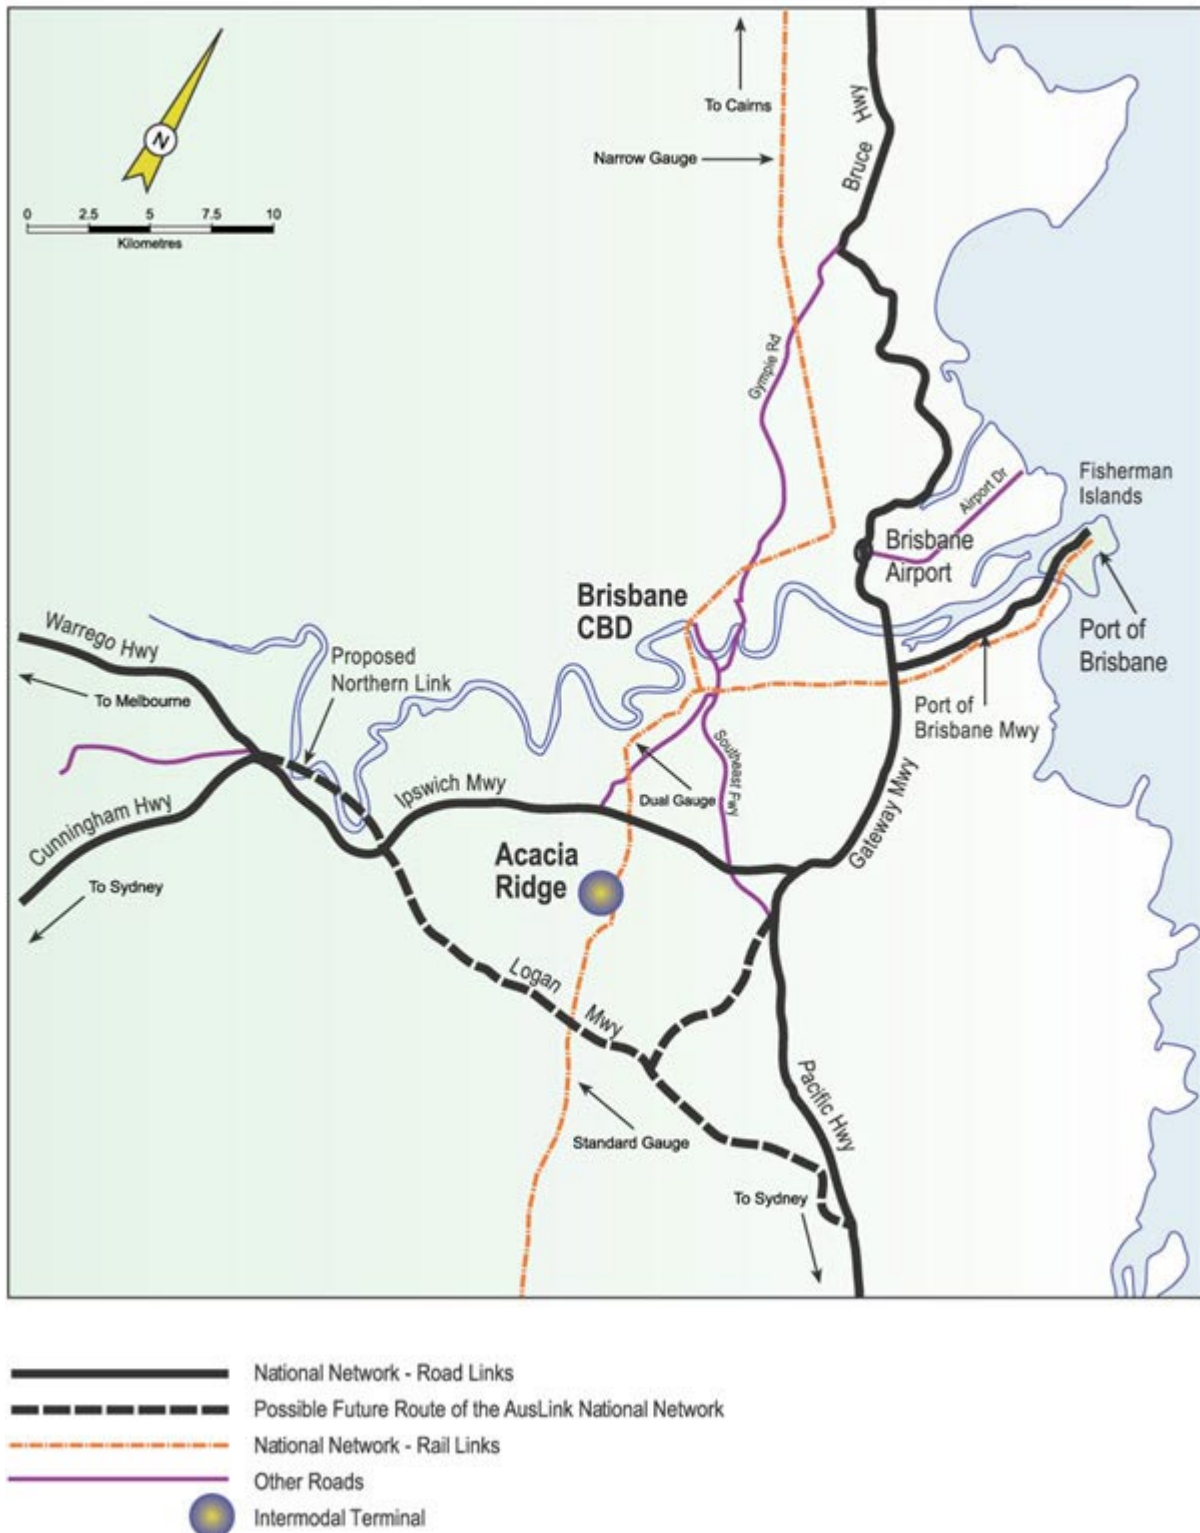 To Cairns
Narrow Gauge
Bruce Hwy
N
0 2.5 5 7.5 10
Kilometres
Gympie Rd
Airport Dr
Fisherman
Islands
Brisbane
Airport
Brisbane
CBD
Port of
Brisbane
Warrego Hwy
Proposed
Northern Link
To Melbourne
Port of
Brisbane Mwy
Southeast Fwy
Ipswich Mwy
Dual Gauge
Cunningham Hwy
Gateway Mwy
Acacia
Ridge
To Sydney
Logan Mwy
Pacific Hwy
Standard Gauge
To Sydney
National Network - Road Links
Possible Future Route of the AusLink National Network
National Network - Rail Links
Other Roads
Intermodal Terminal